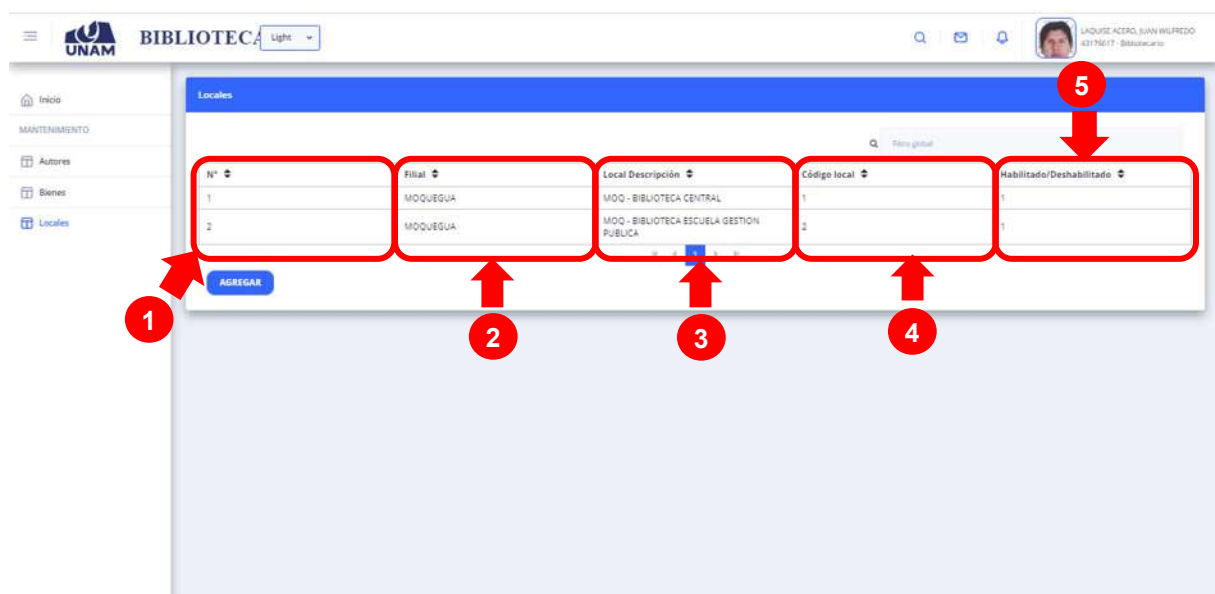 UNAM
BIBLIOTECA
Light
LAQUISE ACERO, JUAN WILFREDO
43176617 - Bibliotecario
5
Inicio
MANTENIMIENTO
Autores
Bienes
Locales
Locales
Filtro global
N° Filial Local Descripción Código local Habilitado/Deshabilitado
1 MOQUEGUA MOQ - BIBLIOTECA CENTRAL 1 1
2 MOQUEGUA MOQ - BIBLIOTECA ESCUELA GESTION PUBLICA 2 1
1
AGREGAR
1
2
3
4